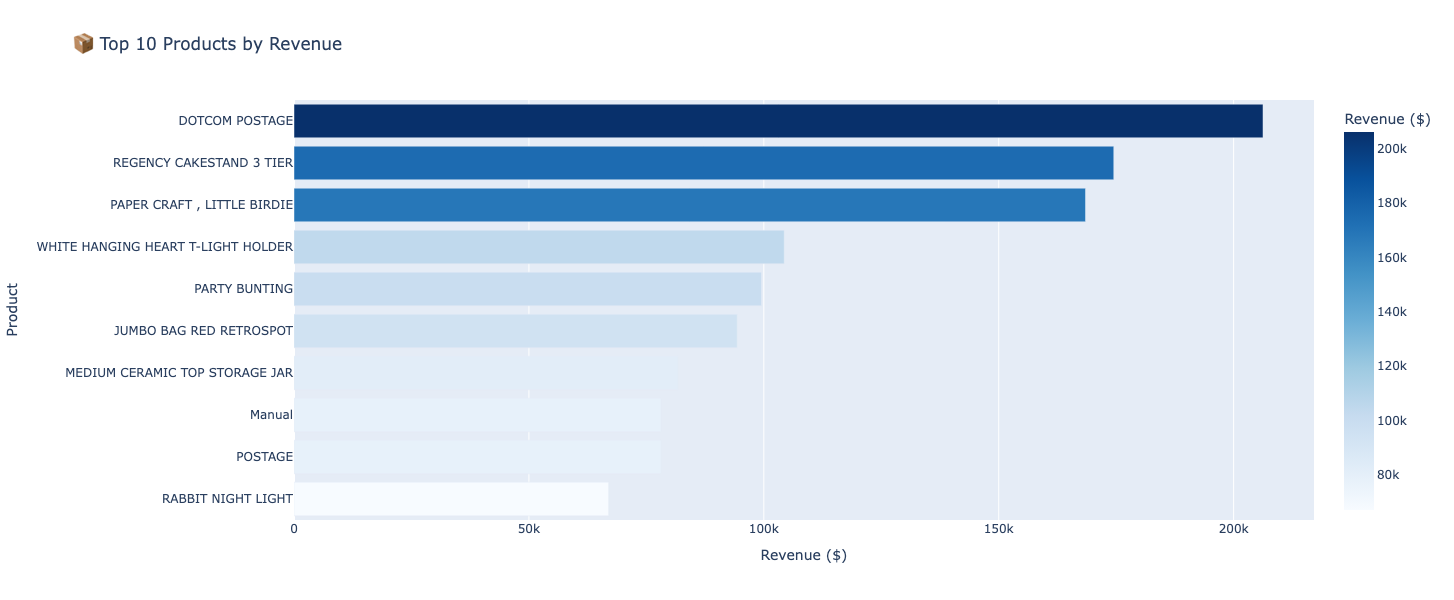 📦 Top 10 Products by Revenue
DOTCOM POSTAGE
REGENCY CAKESTAND 3 TIER
PAPER CRAFT , LITTLE BIRDIE
WHITE HANGING HEART T-LIGHT HOLDER
PARTY BUNTING
JUMBO BAG RED RETROSPOT
MEDIUM CERAMIC TOP STORAGE JAR
Manual
POSTAGE
RABBIT NIGHT LIGHT
Product
0
50k
100k
150k
200k
Revenue ($)
Revenue ($)
200k
180k
160k
140k
120k
100k
80k